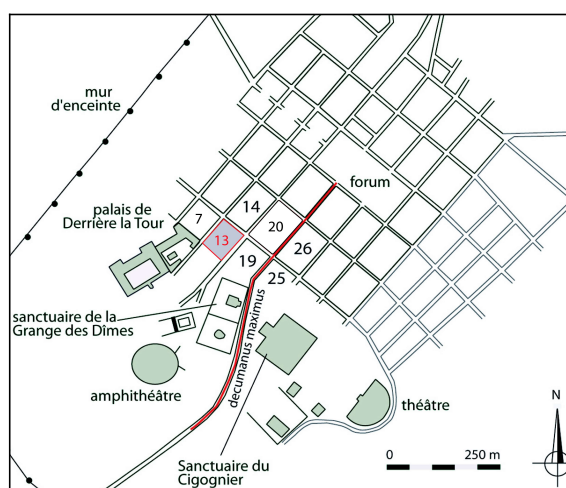 mur
d'enceinte
forum
palais de
Derrière la Tour
7
14
13
20
19
26
25
sanctuaire de la
Grange des Dîmes
decumanus maximus
amphithéâtre
théâtre
N
Sanctuaire du
Cigognier
0
250 m